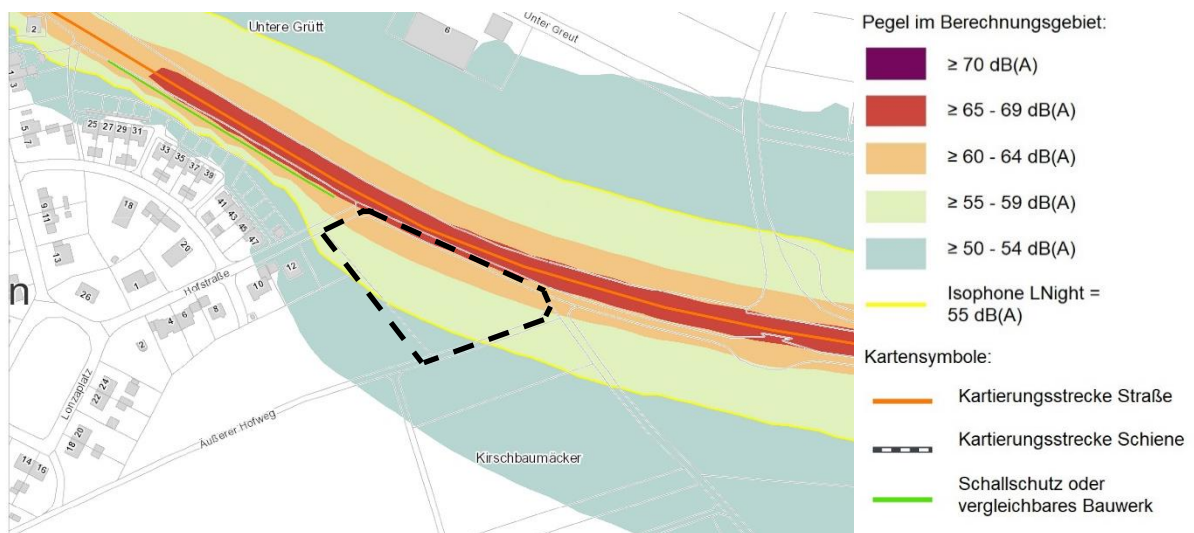 Untere Grütt
Unter Greut
6
2
1
3
5
7
25 27 29 31
33 35 37 39
41 43 45 47
9
11
13
18
20
26
1
Hofstraße
10
12
4
6
8
2
n
Lonzaplatz
22 24
18 20
14 16
Äußerer Hofweg
Kirschbaumäcker
Pegel im Berechnungsgebiet:
≥ 70 dB(A)
≥ 65 - 69 dB(A)
≥ 60 - 64 dB(A)
≥ 55 - 59 dB(A)
≥ 50 - 54 dB(A)
Isophone LNight =
55 dB(A)
Kartensymbole:
Kartierungsstrecke Straße
Kartierungsstrecke Schiene
Schallschutz oder
vergleichbares Bauwerk